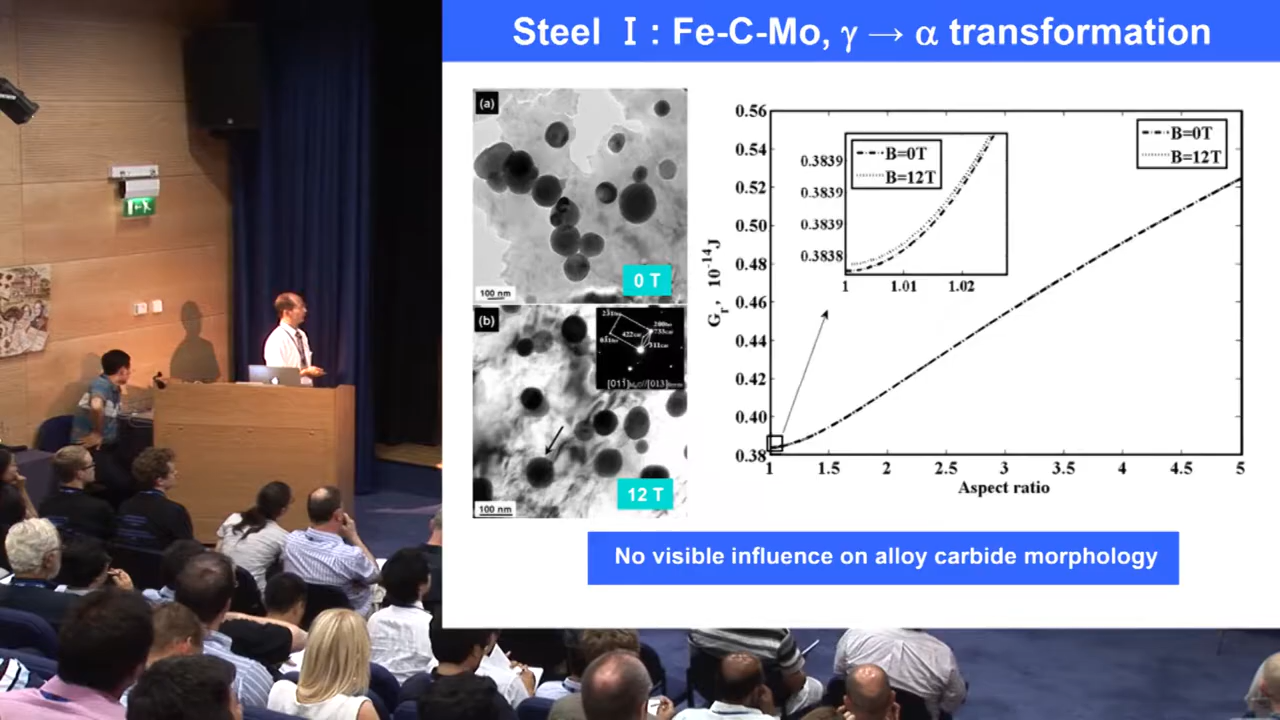 Steel Ⅰ: Fe-C-Mo, γ → α transformation
(a)
0 T
100 nm
(b)
12 T
100 nm
0.56
0.54
0.52
0.50
0.48
0.46
0.44
0.42
0.40
0.38
Gr, 10⁻¹⁴J
B=0T
B=12T
B=0T
B=12T
0.3839
0.3839
0.3839
0.3838
1 1.01 1.02
1 1.5 2 2.5 3 3.5 4 4.5 5
Aspect ratio
No visible influence on alloy carbide morphology